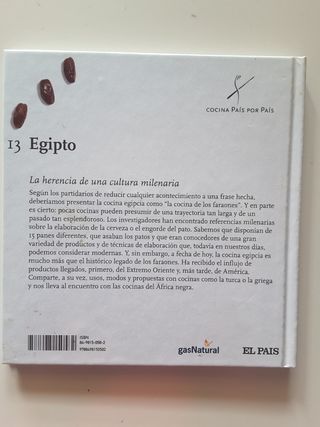 COCINA PAÍS POR PAÍS
13 Egipto
La herencia de una cultura milenaria
Según los partidarios de reducir cualquier acontecimiento a una frase hecha,
deberíamos presentar la cocina egipcia como "la cocina de los faraones". Y en parte
es cierto: pocas cocinas pueden presumir de una trayectoria tan larga y de un
pasado tan esplendoroso. Los investigadores han encontrado referencias milenarias
sobre la elaboración de la cerveza o el engorde del pato. Sabemos que disponían de
15 panes diferentes, que asaban los patos y que eran conocedores de una gran
variedad de productos y de técnicas de elaboración que, todavía en nuestros días,
podemos considerar modernas. Y, sin embargo, a fecha de hoy, la cocina egipcia es
mucho más que el histórico legado de los faraones. Ha recibido el influjo de
productos llegados, primero, del Extremo Oriente y, más tarde, de América.
Comparte, a su vez, usos, modos y propuestas con cocinas como la turca o la griega
y nos lleva al encuentro con las cocinas del África negra.
ISBN
gasNatural
EL PAIS